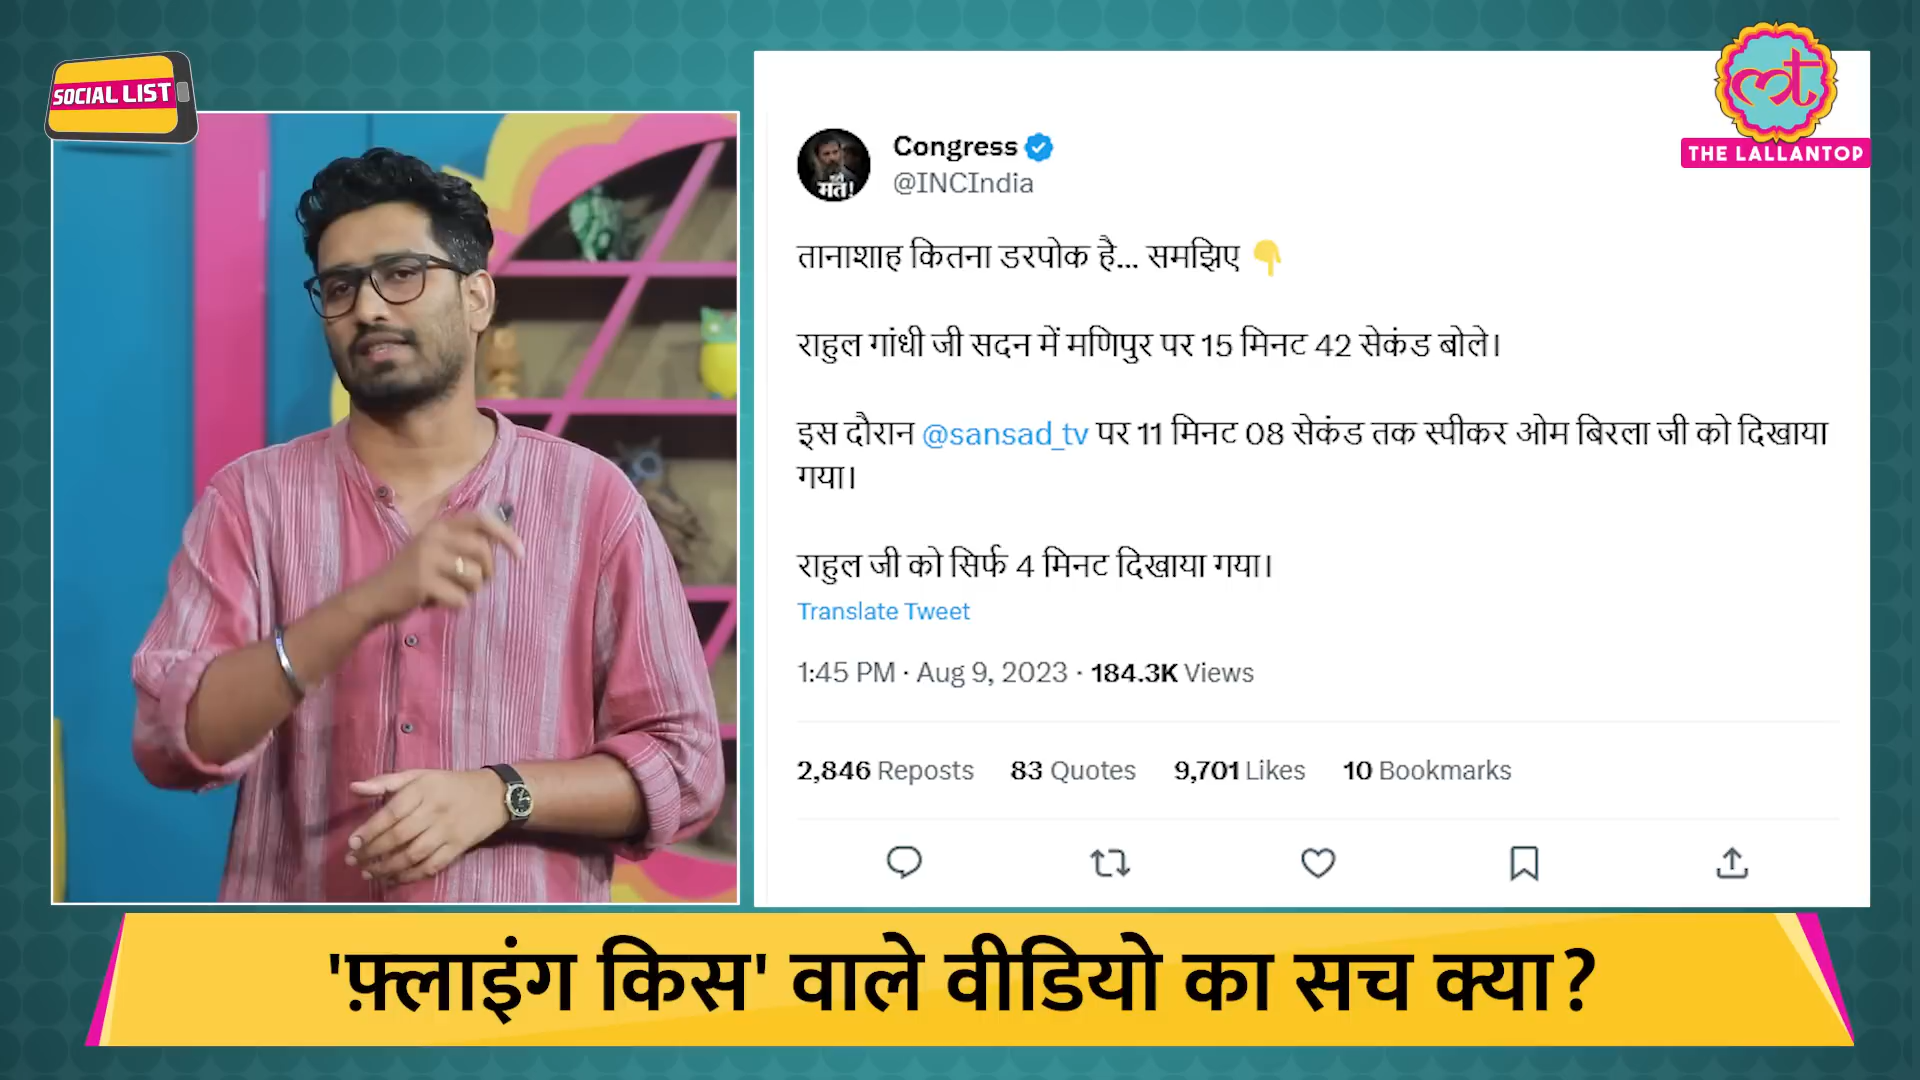 SOCIAL LIST
THE LALLANTOP
Congress
@INCIndia
मत!
तानाशाह कितना डरपोक है... समझिए 👇
राहुल गांधी जी सदन में मणिपुर पर 15 मिनट 42 सेकंड बोले।
इस दौरान @sansad_tv पर 11 मिनट 08 सेकंड तक स्पीकर ओम बिरला जी को दिखाया
गया।
राहुल जी को सिर्फ 4 मिनट दिखाया गया।
Translate Tweet
1:45 PM · Aug 9, 2023 · 184.3K Views
2,846 Reposts 83 Quotes 9,701 Likes 10 Bookmarks
'फ़्लाइंग किस' वाले वीडियो का सच क्या?